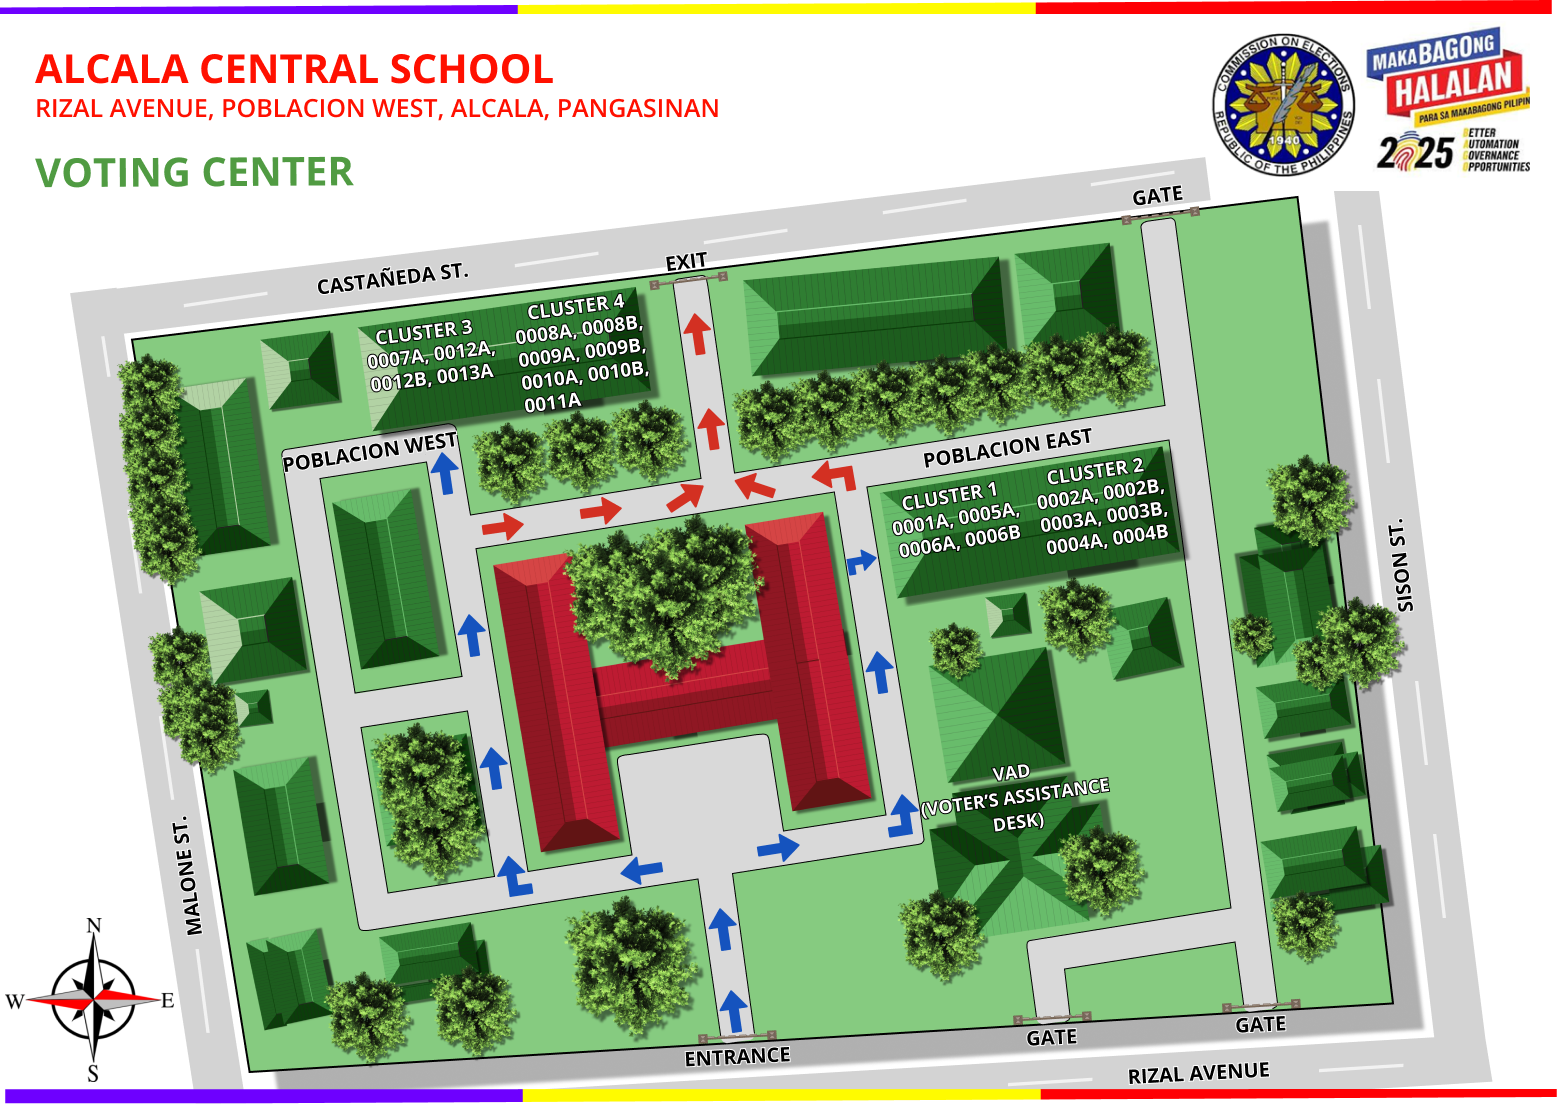 ALCALA CENTRAL SCHOOL
RIZAL AVENUE, POBLACION WEST, ALCALA, PANGASINAN
VOTING CENTER
COMMISSION ON ELECTIONS
1940
REPUBLIC OF THE PHILIPPINES
MAKABAGONG
HALALAN
PARA SA MAKABAGONG PILIPIN
2025
BETTER
AUTOMATION
GOVERNANCE
OPPORTUNITIES
GATE
EXIT
CASTAÑEDA ST.
CLUSTER 3
0007A, 0012A,
0012B, 0013A
CLUSTER 4
0008A, 0008B,
0009A, 0009B,
0010A, 0010B,
0011A
POBLACION WEST
POBLACION EAST
CLUSTER 1
0001A, 0005A,
0006A, 0006B
CLUSTER 2
0002A, 0002B,
0003A, 0003B,
0004A, 0004B
SISON ST.
VAD
(VOTER'S ASSISTANCE
DESK)
MALONE ST.
N
W
E
S
ENTRANCE
GATE
GATE
RIZAL AVENUE